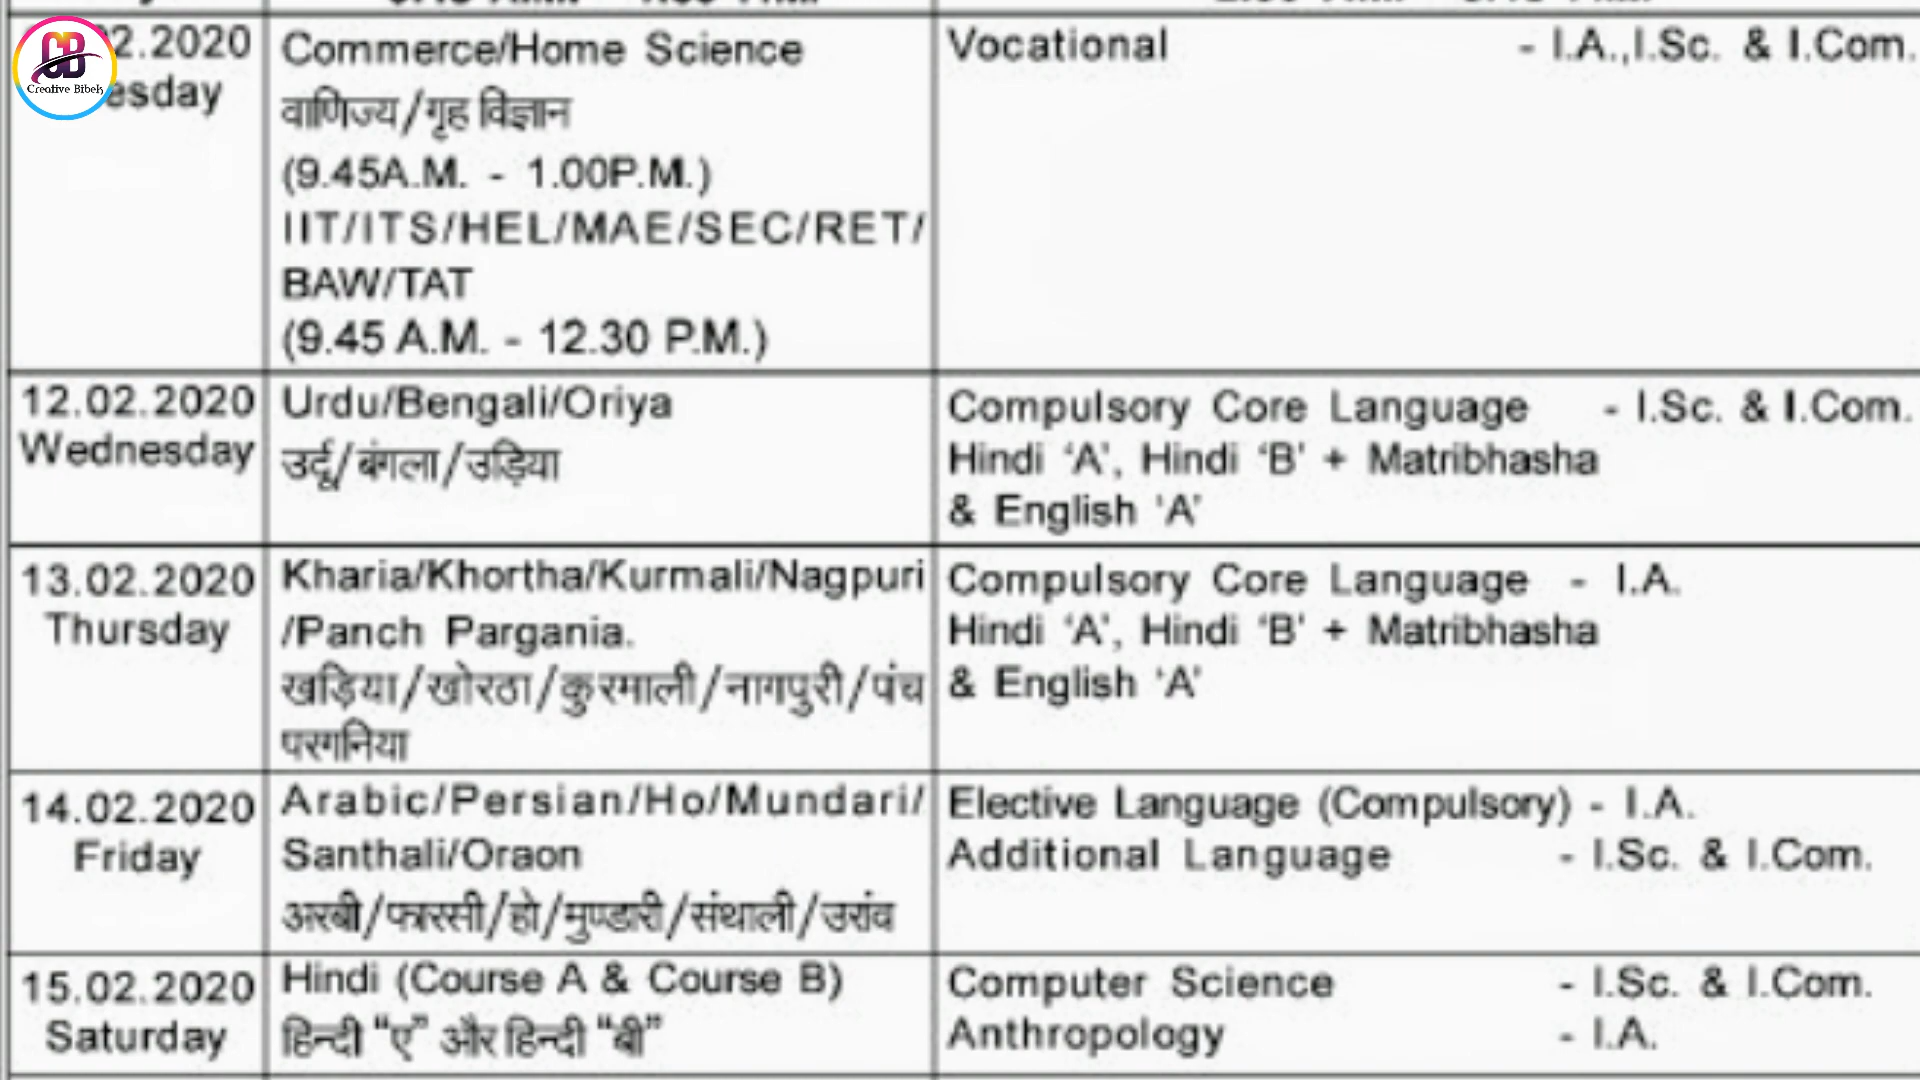 CB
Creative Bibek
2.2020
esday
Commerce/Home Science
वाणिज्य/गृह विज्ञान
(9.45A.M. - 1.00P.M.)
IIT/ITS/HEL/MAE/SEC/RET/
BAW/TAT
(9.45 A.M. - 12.30 P.M.)
Vocational - I.A.,I.Sc. & I.Com.
12.02.2020
Wednesday
Urdu/Bengali/Oriya
उर्दू/बंगला/उड़िया
Compulsory Core Language - I.Sc. & I.Com.
Hindi ‘A’, Hindi ‘B’ + Matribhasha
& English ‘A’
13.02.2020
Thursday
Kharia/Khortha/Kurmali/Nagpuri
/Panch Pargania.
खड़िया/खोरठा/कुरमाली/नागपुरी/पंच
परगनिया
Compulsory Core Language - I.A.
Hindi ‘A’, Hindi ‘B’ + Matribhasha
& English ‘A’
14.02.2020
Friday
Arabic/Persian/Ho/Mundari/
Santhali/Oraon
अरबी/फारसी/हो/मुण्डारी/संथाली/उरांव
Elective Language (Compulsory) - I.A.
Additional Language - I.Sc. & I.Com.
15.02.2020
Saturday
Hindi (Course A & Course B)
हिन्दी “ए” और हिन्दी “बी”
Computer Science - I.Sc. & I.Com.
Anthropology - I.A.